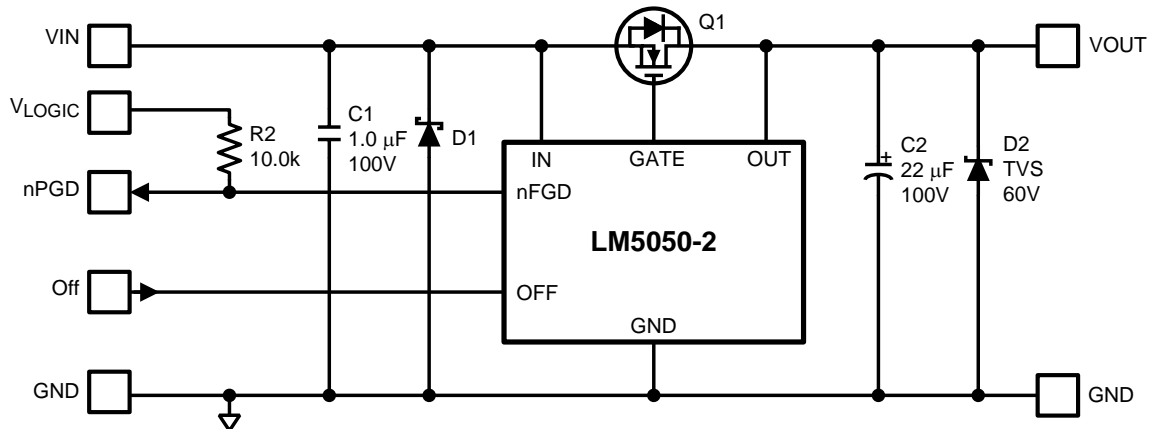 Q1
VIN
VOUT
VLOGIC
R2
10.0k
C1
1.0 μF
100V
D1
IN
GATE
OUT
C2
+
22 μF
100V
D2
TVS
60V
nPGD
nFGD
LM5050-2
Off
OFF
GND
GND
GND